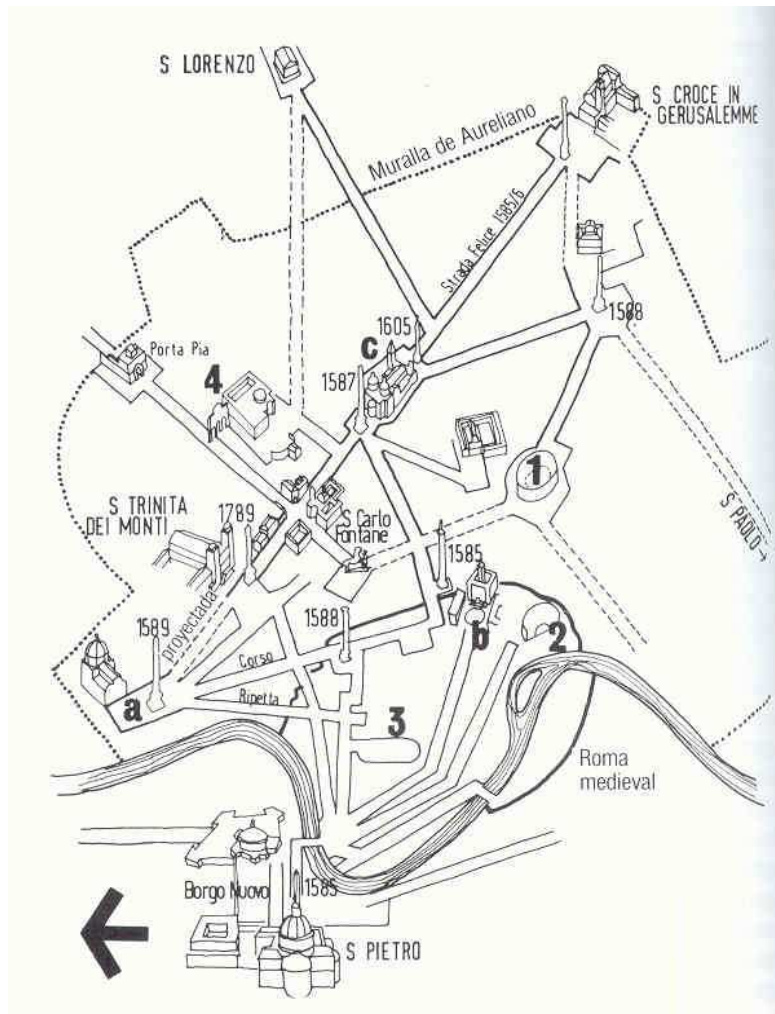 S LORENZO
S CROCE IN
GERUSALEMME
Muralla de Aureliano
Strada Felice 1585/6
1588
1605
c
1587
Porta Pia
4
1
S TRINITA
DEI MONTI
1789
S Carlo
Fontane
S PAOLO →
1585
proyectada
1589
1588
b
2
Corso
Ripetta
a
3
Roma
medieval
Borgo Nuovo
1585
S PIETRO